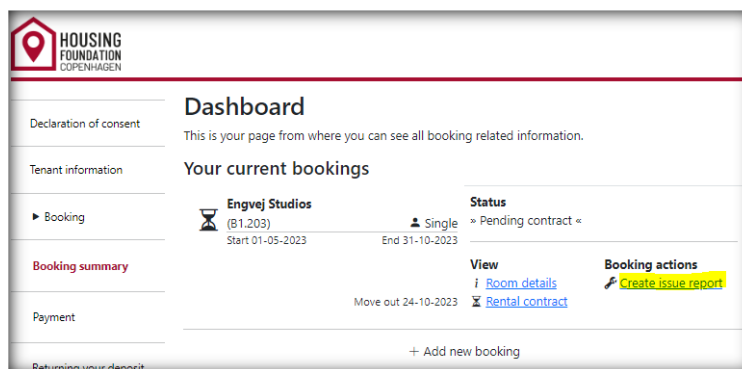 HOUSING
FOUNDATION
COPENHAGEN
Declaration of consent
Tenant information
► Booking
Booking summary
Payment
Returning your deposit
Dashboard
This is your page from where you can see all booking related information.
Your current bookings
Engvej Studios
(B1.203) Single
Start 01-05-2023 End 31-10-2023
Move out 24-10-2023
Status
» Pending contract «
View
i Room details
Rental contract
Booking actions
Create issue report
+ Add new booking